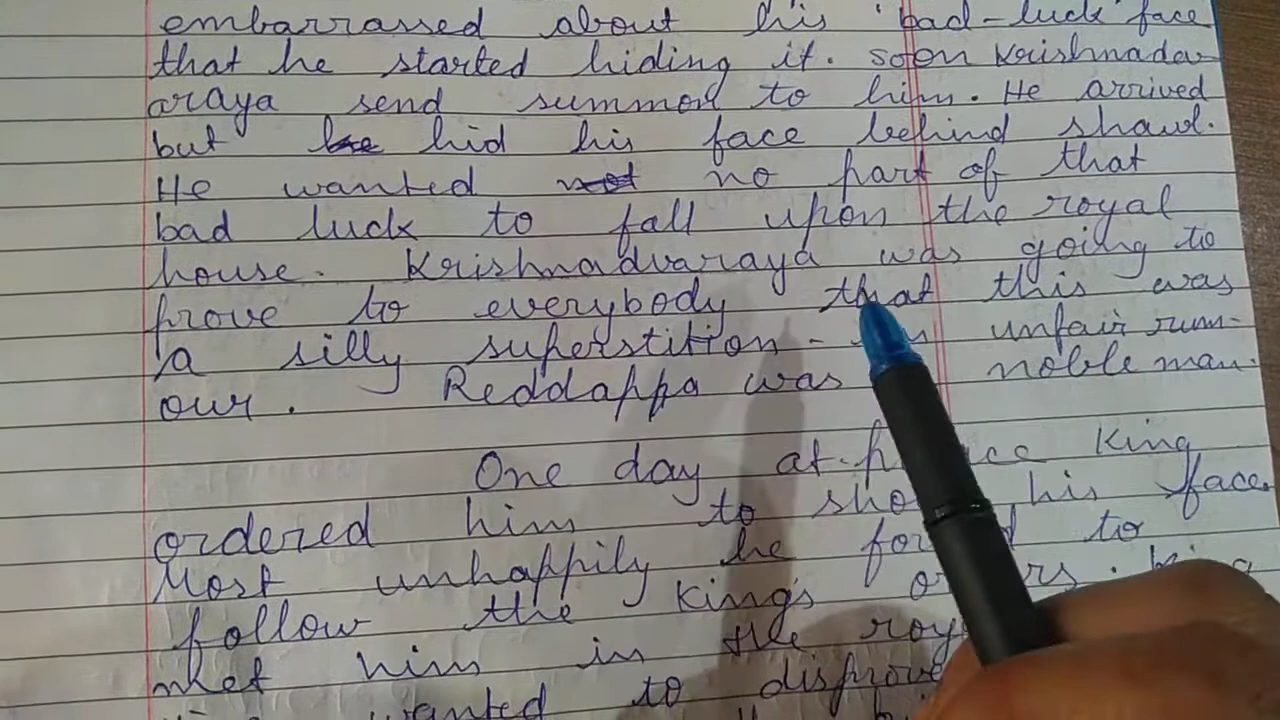 embarrassed about his 'bad-luck' face
that he started hiding it. soon Krishnadar
araya send summon to him. He arrived
but he hid his face behind shawl.
He wanted not no part of that
bad luck to fall upon the royal
house. Krishnadvaraya was going to
prove to everybody that this was
a silly superstition - unfair rum-
our. Reddappa was noble man.
One day at King
ordered him to his face.
Most unhappily he to
follow the King's
met him in the
wanted to disprove